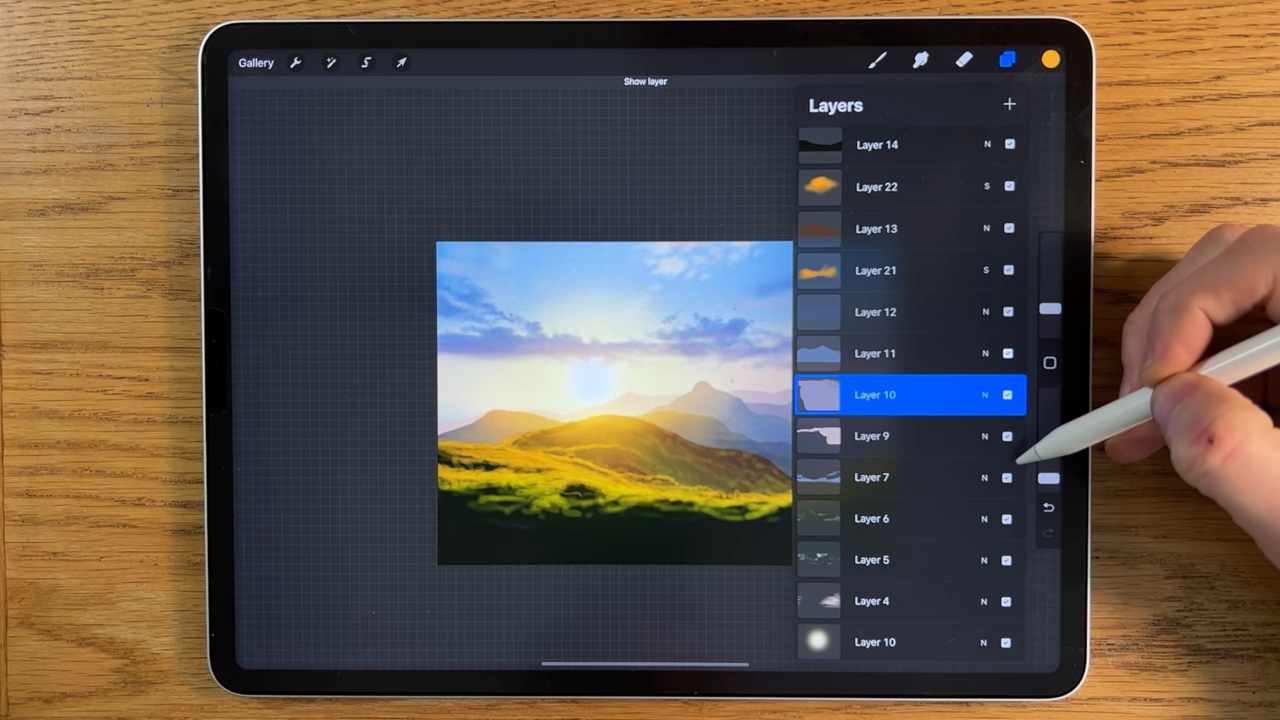 Gallery
Show layer
Layers
Layer 14 N
Layer 22 S
Layer 13 N
Layer 21 S
Layer 12 N
Layer 11 N
Layer 10 N
Layer 9 N
Layer 7 N
Layer 6 N
Layer 5 N
Layer 4 N
Layer 10 N